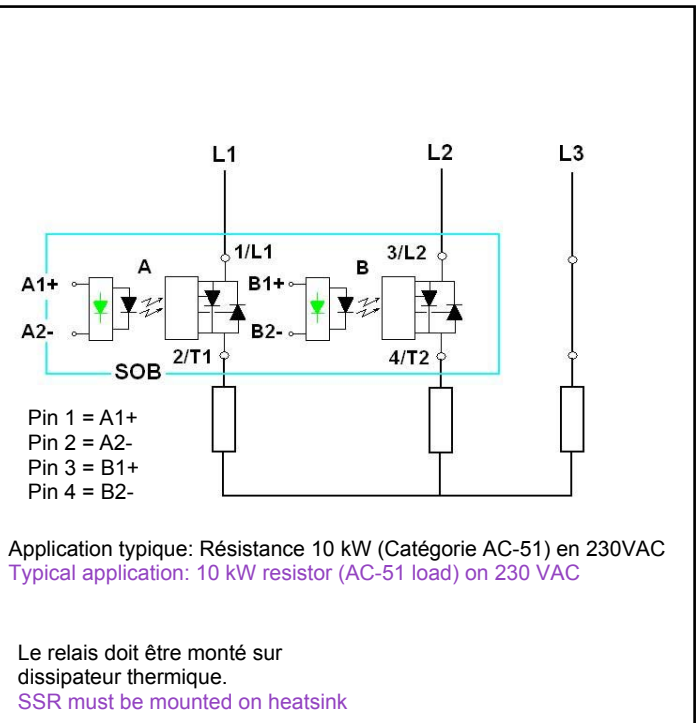 L1 L2 L3
1/L1 3/L2
A B
A1+ B1+
A2- B2-
2/T1 4/T2
SOB
Pin 1 = A1+
Pin 2 = A2-
Pin 3 = B1+
Pin 4 = B2-
Application typique: Résistance 10 kW (Catégorie AC-51) en 230VAC
Typical application: 10 kW resistor (AC-51 load) on 230 VAC
Le relais doit être monté sur
dissipateur thermique.
SSR must be mounted on heatsink